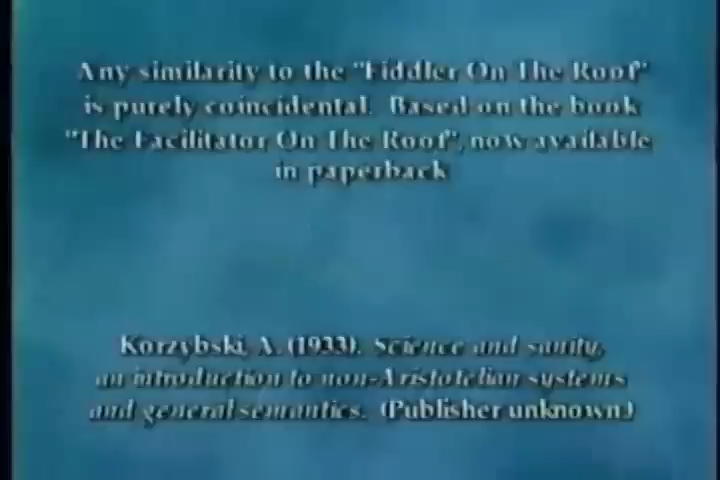 Any similarity to the "Fiddler On The Roof"
is purely coincidental. Based on the book
"The Facilitator On The Roof", now available
in paperback
Korzybski, A. (1933). Science and sanity,
an introduction to non-Aristotelian systems
and general semantics. (Publisher unknown.)